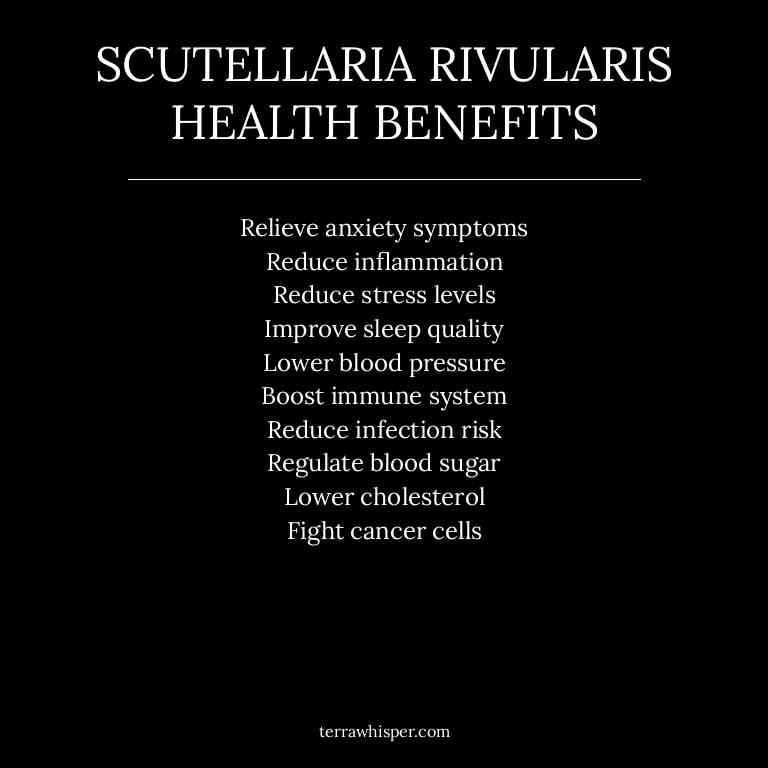 SCUTELLARIA RIVULARIS
HEALTH BENEFITS
Relieve anxiety symptoms
Reduce inflammation
Reduce stress levels
Improve sleep quality
Lower blood pressure
Boost immune system
Reduce infection risk
Regulate blood sugar
Lower cholesterol
Fight cancer cells
terrawhisper.com